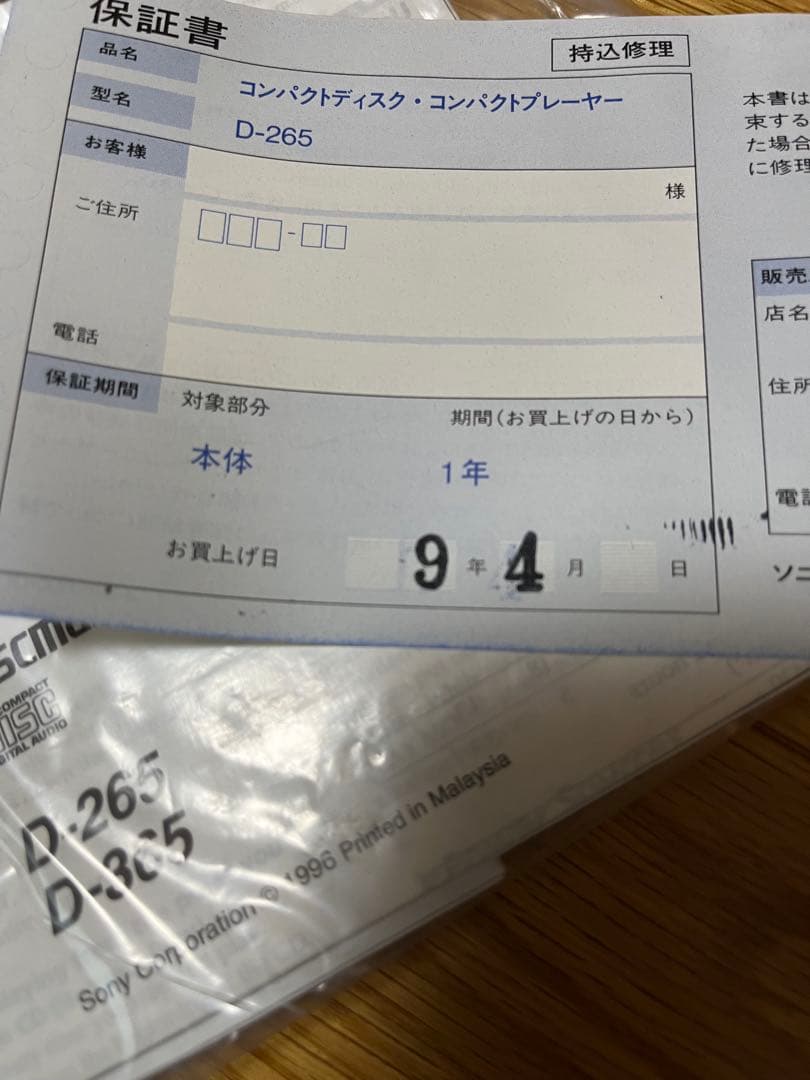 保証書
持込修理
品名
コンパクトディスク・コンパクトプレーヤー
型名
D-265
お客様
様
ご住所
電話
保証期間
対象部分
期間(お買上げの日から)
本体
1年
お買上げ日
9年4月 日
本書は
束する
た場合
に修理
販売
店名
住所
電話
ソニ
COMPACT
DISC
DIGITAL AUDIO
D-265
D-365
Sony Corporation © 1996 Printed in Malaysia